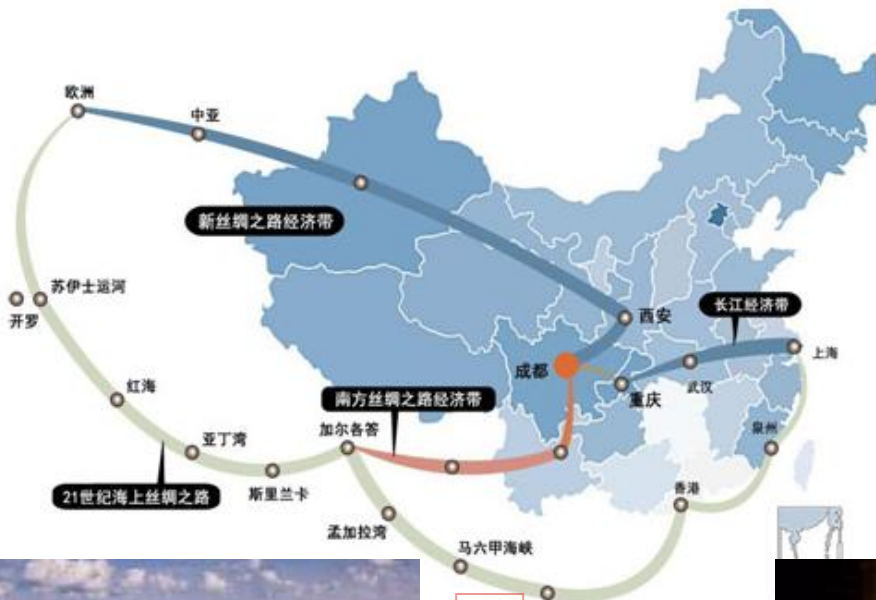 欧洲
中亚
新丝绸之路经济带
苏伊士运河
开罗
西安
长江经济带
上海
成都
武汉
重庆
南方丝绸之路经济带
红海
加尔各答
亚丁湾
泉州
斯里兰卡
21世纪海上丝绸之路
香港
孟加拉湾
马六甲海峡